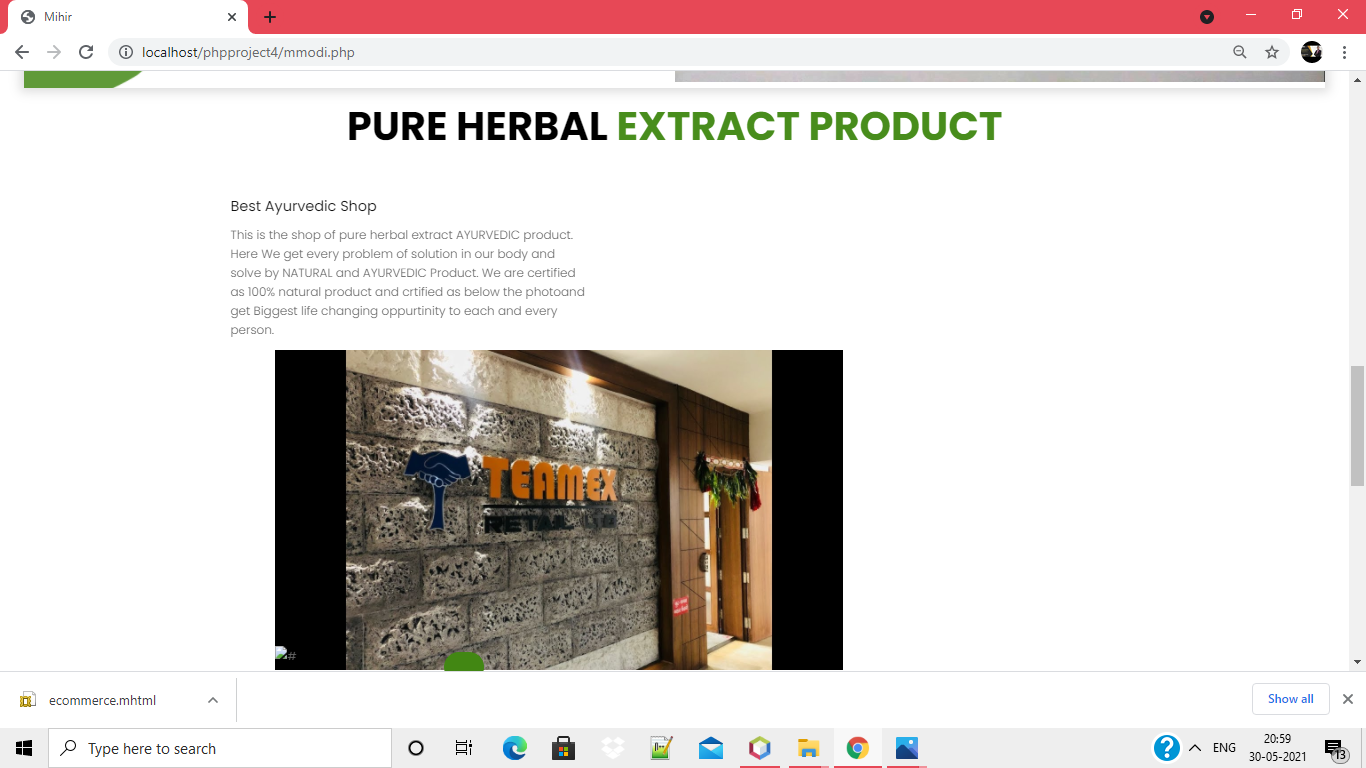 Mihir
localhost/phpproject4/mmodi.php
PURE HERBAL EXTRACT PRODUCT
Best Ayurvedic Shop
This is the shop of pure herbal extract AYURVEDIC product.
Here We get every problem of solution in our body and
solve by NATURAL and AYURVEDIC Product. We are certified
as 100% natural product and crtified as below the photoand
get Biggest life changing oppurtinity to each and every
person.
TEAMEX
RETAIL LTD
#
ecommerce.mhtml
Show all
Type here to search
ENG
20:59
30-05-2021
13